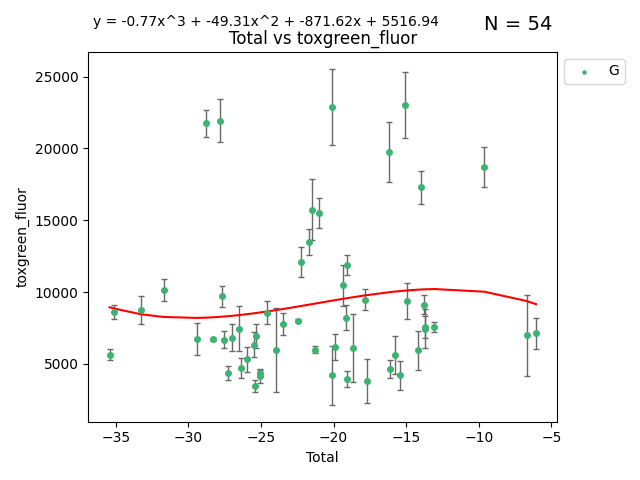 y = -0.77x^3 + -49.31x^2 + -871.62x + 5516.94
N = 54
Total vs toxgreen_fluor
G
toxgreen_fluor
25000
20000
15000
10000
5000
−35
−30
−25
−20
−15
−10
−5
Total